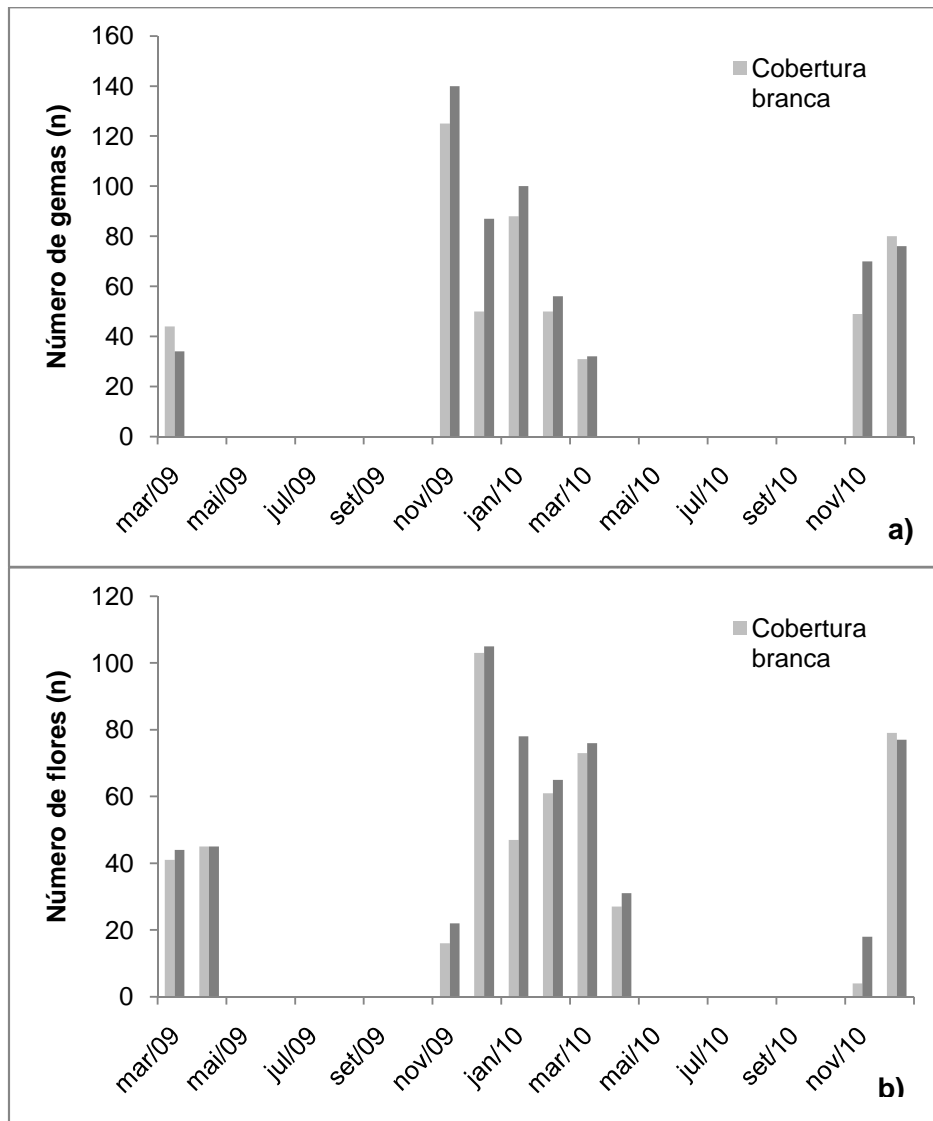 160
140
120
100
80
60
40
20
0
Número de gemas (n)
Cobertura
branca
mar/09
mai/09
jul/09
set/09
nov/09
jan/10
mar/10
mai/10
jul/10
set/10
nov/10
a)
120
100
80
60
40
20
0
Número de flores (n)
Cobertura
branca
mar/09
mai/09
jul/09
set/09
nov/09
jan/10
mar/10
mai/10
jul/10
set/10
nov/10
b)